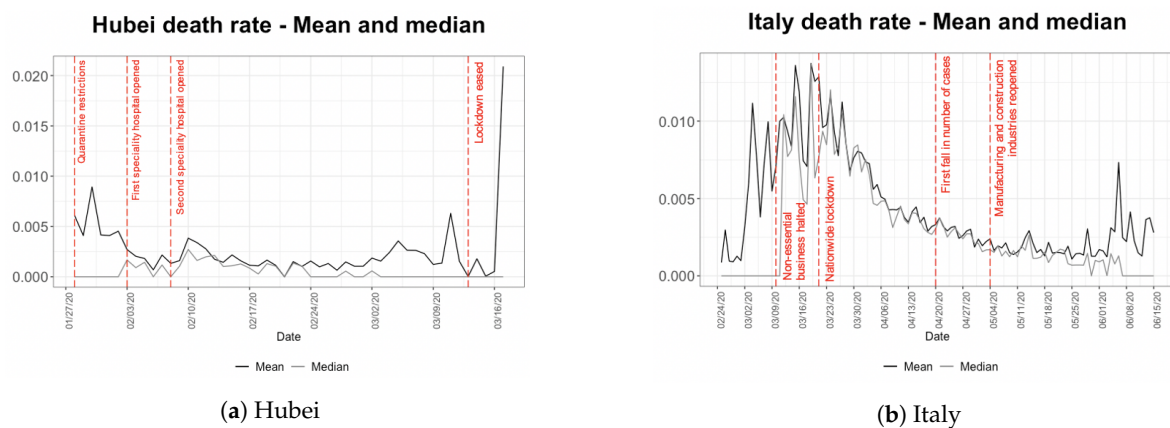 Hubei death rate - Mean and median
0.020
0.015
0.010
0.005
0.000
Quarantine restrictions
First speciality hospital opened
Second speciality hospital opened
Lockdown eased
01/27/20
02/03/20
02/10/20
02/17/20
02/24/20
03/02/20
03/09/20
03/16/20
Date
Mean
Median
(a) Hubei
Italy death rate - Mean and median
0.010
0.005
0.000
Non-essential
business halted
Nationwide lockdown
First fall in number of cases
Manufacturing and construction
industries reopened
02/24/20
03/02/20
03/09/20
03/16/20
03/23/20
03/30/20
04/06/20
04/13/20
04/20/20
04/27/20
05/04/20
05/11/20
05/18/20
05/25/20
06/01/20
06/08/20
06/15/20
Date
Mean
Median
(b) Italy